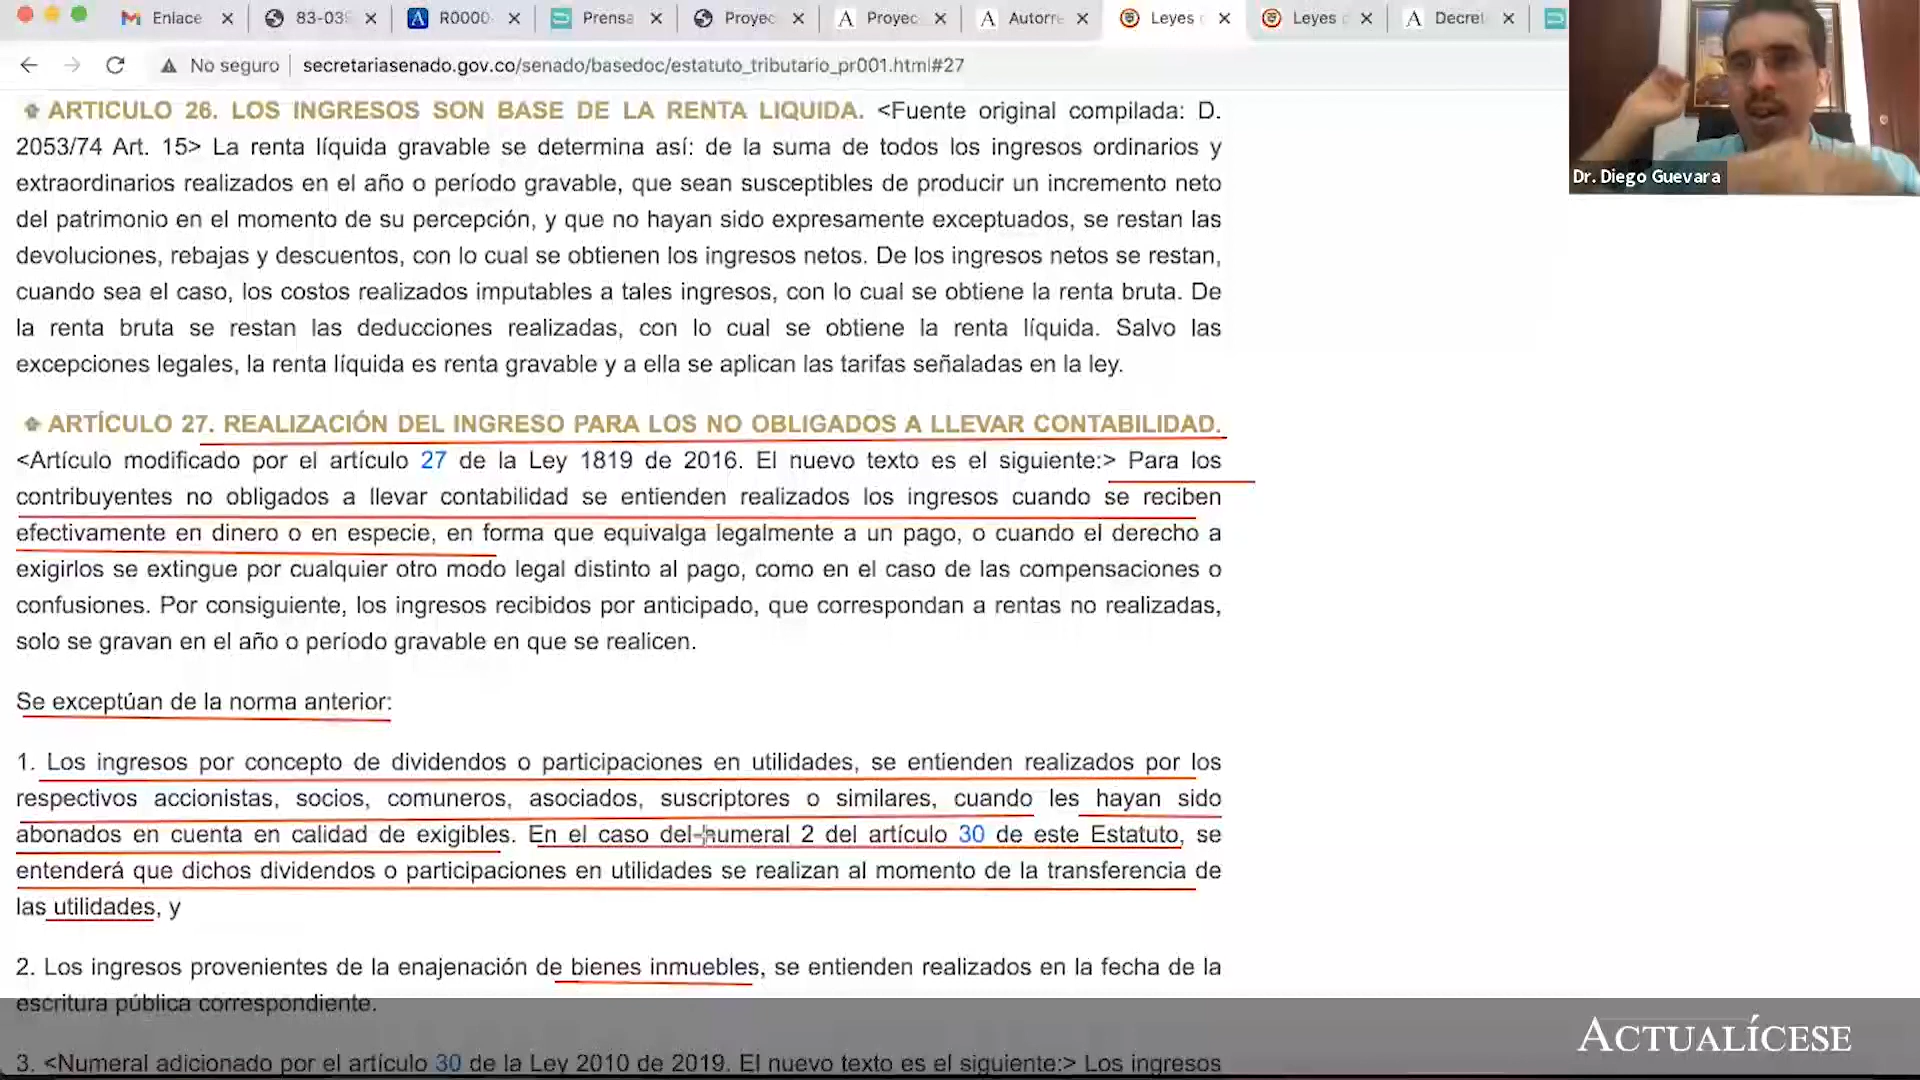 Enlace
83-039
R0000
Prensa
Proyec
Proyec
Autorre
Leyes
Leyes
Decret
No seguro
secretariasenado.gov.co/senado/basedoc/estatuto_tributario_pr001.html#27
Dr. Diego Guevara
ARTICULO 26. LOS INGRESOS SON BASE DE LA RENTA LIQUIDA. <Fuente original compilada: D.
2053/74 Art. 15> La renta líquida gravable se determina así: de la suma de todos los ingresos ordinarios y
extraordinarios realizados en el año o período gravable, que sean susceptibles de producir un incremento neto
del patrimonio en el momento de su percepción, y que no hayan sido expresamente exceptuados, se restan las
devoluciones, rebajas y descuentos, con lo cual se obtienen los ingresos netos. De los ingresos netos se restan,
cuando sea el caso, los costos realizados imputables a tales ingresos, con lo cual se obtiene la renta bruta. De
la renta bruta se restan las deducciones realizadas, con lo cual se obtiene la renta líquida. Salvo las
excepciones legales, la renta líquida es renta gravable y a ella se aplican las tarifas señaladas en la ley.
ARTÍCULO 27. REALIZACIÓN DEL INGRESO PARA LOS NO OBLIGADOS A LLEVAR CONTABILIDAD.
<Artículo modificado por el artículo 27 de la Ley 1819 de 2016. El nuevo texto es el siguiente:> Para los
contribuyentes no obligados a llevar contabilidad se entienden realizados los ingresos cuando se reciben
efectivamente en dinero o en especie, en forma que equivalga legalmente a un pago, o cuando el derecho a
exigirlos se extingue por cualquier otro modo legal distinto al pago, como en el caso de las compensaciones o
confusiones. Por consiguiente, los ingresos recibidos por anticipado, que correspondan a rentas no realizadas,
solo se gravan en el año o período gravable en que se realicen.
Se exceptúan de la norma anterior:
1. Los ingresos por concepto de dividendos o participaciones en utilidades, se entienden realizados por los
respectivos accionistas, socios, comuneros, asociados, suscriptores o similares, cuando les hayan sido
abonados en cuenta en calidad de exigibles. En el caso del numeral 2 del artículo 30 de este Estatuto, se
entenderá que dichos dividendos o participaciones en utilidades se realizan al momento de la transferencia de
las utilidades, y
2. Los ingresos provenientes de la enajenación de bienes inmuebles, se entienden realizados en la fecha de la
escritura pública correspondiente.
3. <Numeral adicionado por el artículo 30 de la Ley 2010 de 2019. El nuevo texto es el siguiente:> Los ingresos
ACTUALÍCESE